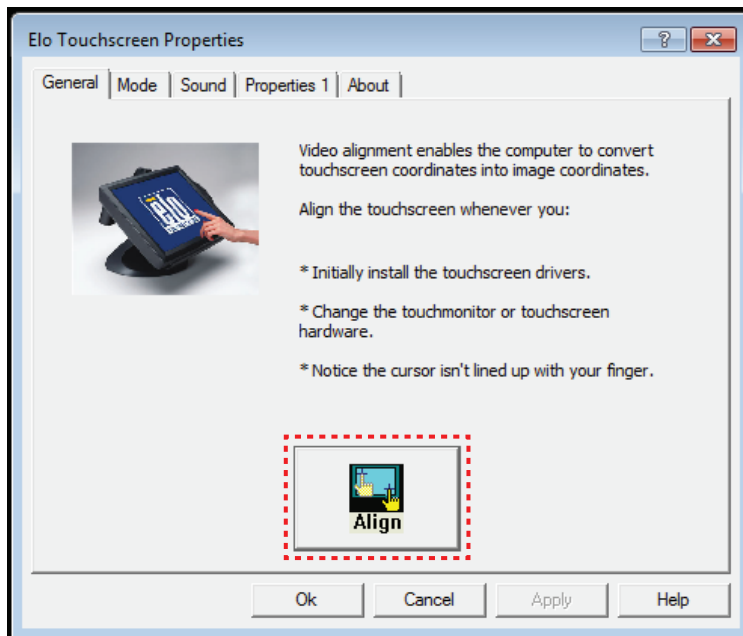 Elo Touchscreen Properties
General Mode Sound Properties 1 About
Video alignment enables the computer to convert
touchscreen coordinates into image coordinates.
Align the touchscreen whenever you:
elo
* Initially install the touchscreen drivers.
* Change the touchmonitor or touchscreen
hardware.
* Notice the cursor isn't lined up with your finger.
Align
Ok Cancel Apply Help